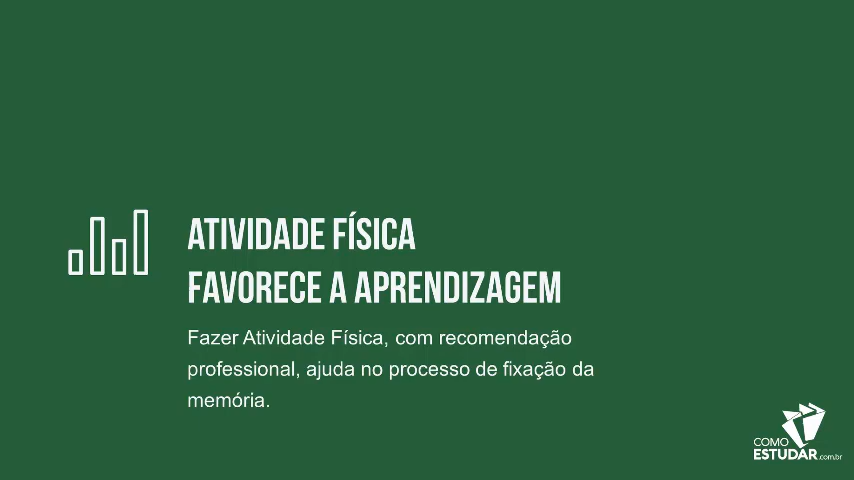 ATIVIDADE FÍSICA
FAVORECE A APRENDIZAGEM
Fazer Atividade Física, com recomendação
professional, ajuda no processo de fixação da
memória.
COMO
ESTUDAR.com.br